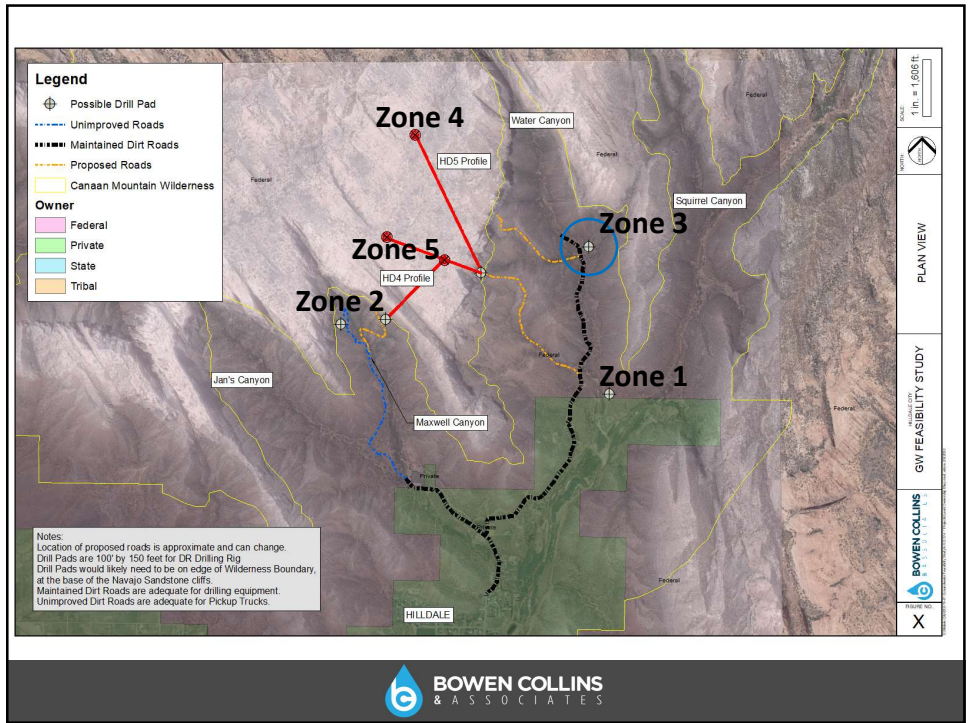 Legend
Possible Drill Pad
Unimproved Roads
Maintained Dirt Roads
Proposed Roads
Canaan Mountain Wilderness
Owner
Federal
Private
State
Tribal
Zone 4
HD5 Profile
Water Canyon
Federal
Federal
Federal
Squirrel Canyon
Zone 3
Zone 5
HD4 Profile
Zone 2
Federal
Zone 1
Jan's Canyon
Maxwell Canyon
Federal
Private
Federal
HILLDALE
Notes:
Location of proposed roads is approximate and can change.
Drill Pads are 100' by 150 feet for DR Drilling Rig
Drill Pads would likely need to be on edge of Wilderness Boundary,
at the base of the Navajo Sandstone cliffs.
Maintained Dirt Roads are adequate for drilling equipment.
Unimproved Dirt Roads are adequate for Pickup Trucks.
SCALE:
1 in. = 1,606 ft.
NORTH:
PLAN VIEW
HILLDALE CITY
GW FEASIBILITY STUDY
BOWEN COLLINS
& ASSOCIATES
FIGURE NO.
X
BOWEN COLLINS
& ASSOCIATES